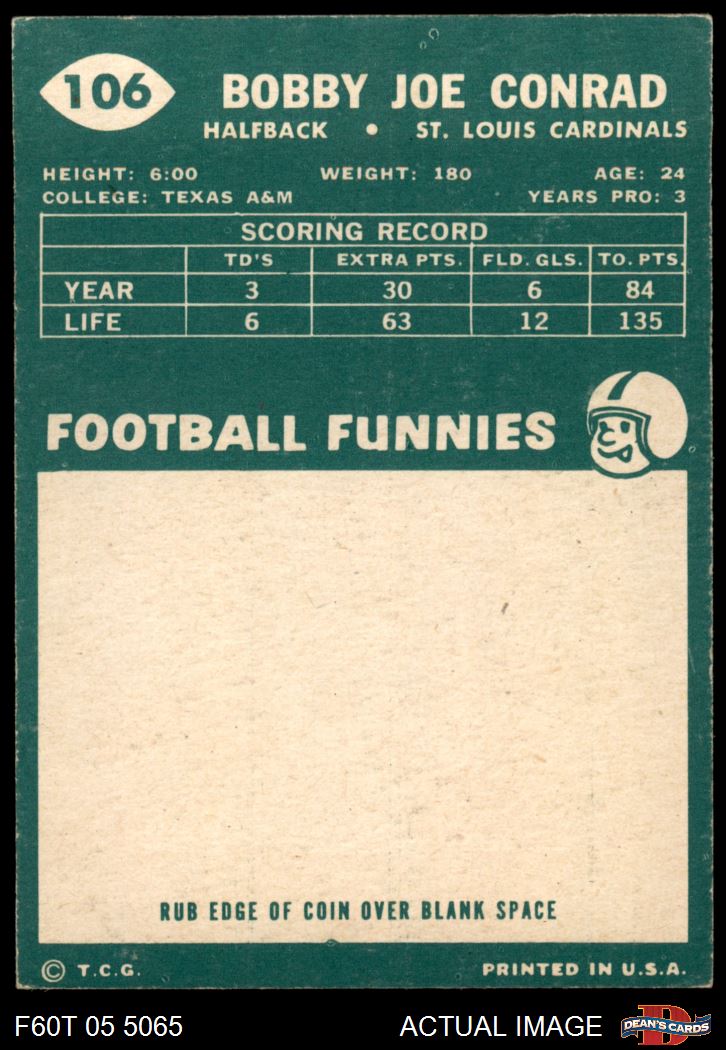 106
BOBBY JOE CONRAD
HALFBACK • ST. LOUIS CARDINALS
HEIGHT: 6:00 WEIGHT: 180 AGE: 24
COLLEGE: TEXAS A&M YEARS PRO: 3
SCORING RECORD
TD'S EXTRA PTS. FLD. GLS. TO. PTS.
YEAR 3 30 6 84
LIFE 6 63 12 135
FOOTBALL FUNNIES
RUB EDGE OF COIN OVER BLANK SPACE
© T.C.G. PRINTED IN U.S.A.
F60T 05 5065 ACTUAL IMAGE D DEAN'S CARDS